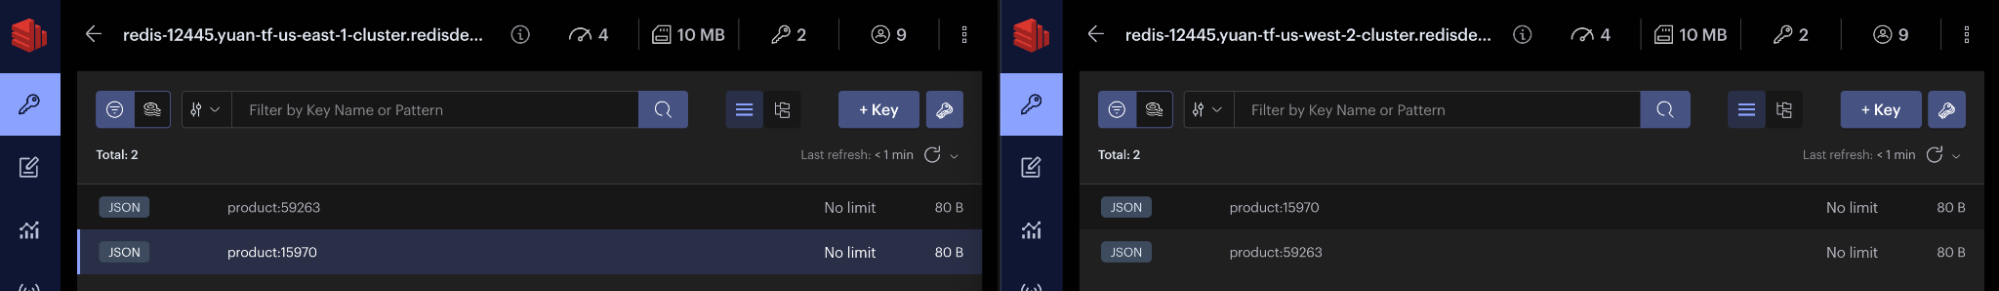 redis-12445.yuan-tf-us-east-1-cluster.redisde... 4 10 MB 2 9
Filter by Key Name or Pattern + Key
Total: 2 Last refresh: < 1 min
JSON product:59263 No limit 80 B
JSON product:15970 No limit 80 B
redis-12445.yuan-tf-us-west-2-cluster.redisde... 4 10 MB 2 9
Filter by Key Name or Pattern + Key
Total: 2 Last refresh: < 1 min
JSON product:15970 No limit 80 B
JSON product:59263 No limit 80 B